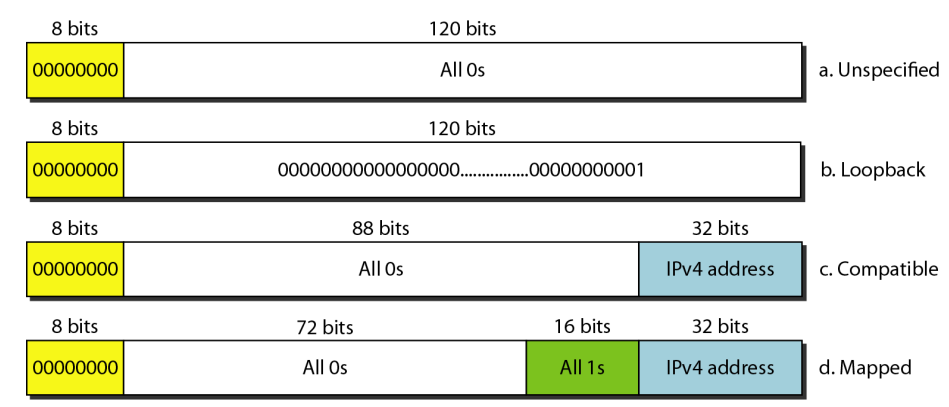 8 bits 120 bits
00000000 All 0s a. Unspecified
8 bits 120 bits
00000000 00000000000000000................00000000001 b. Loopback
8 bits 88 bits 32 bits
00000000 All 0s IPv4 address c. Compatible
8 bits 72 bits 16 bits 32 bits
00000000 All 0s All 1s IPv4 address d. Mapped